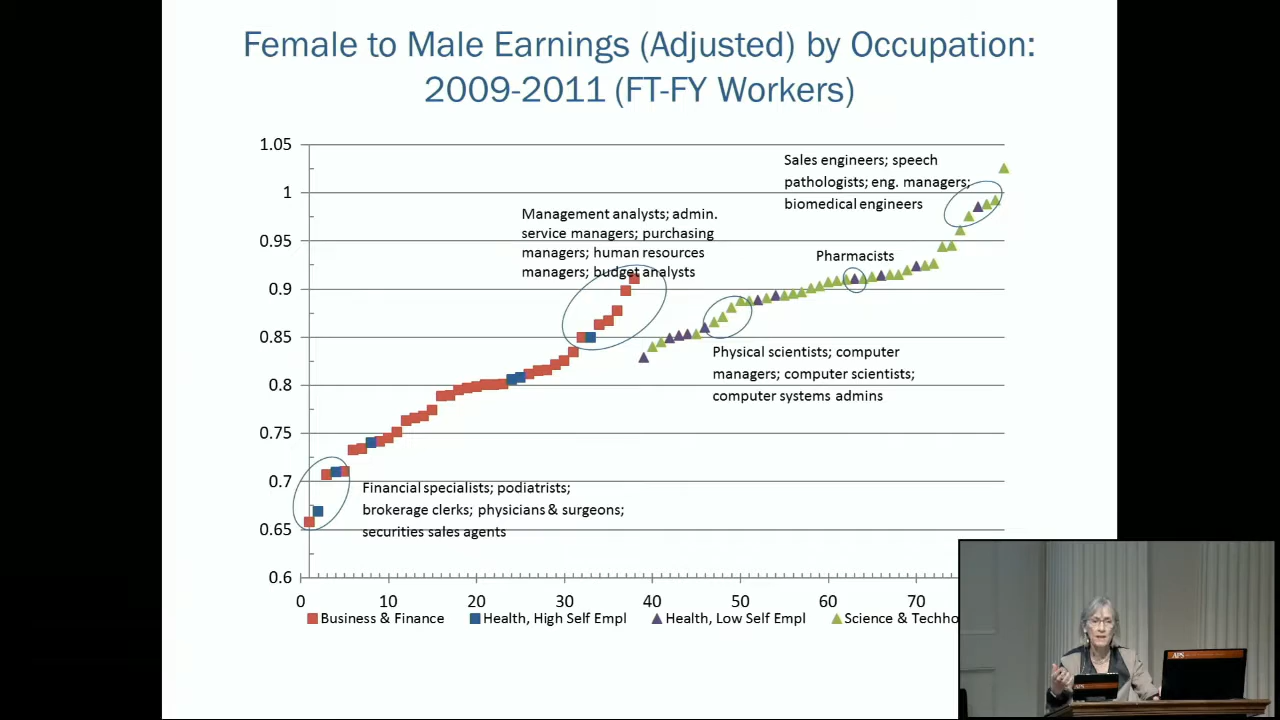 Female to Male Earnings (Adjusted) by Occupation:
2009-2011 (FT-FY Workers)
1.05
1
0.95
0.9
0.85
0.8
0.75
0.7
0.65
0.6
Sales engineers; speech
pathologists; eng. managers;
biomedical engineers
Management analysts; admin.
service managers; purchasing
managers; human resources
managers; budget analysts
Pharmacists
Physical scientists; computer
managers; computer scientists;
computer systems admins
Financial specialists; podiatrists;
brokerage clerks; physicians & surgeons;
securities sales agents
0 10 20 30 40 50 60 70
Business & Finance Health, High Self Empl Health, Low Self Empl Science & Techno
APS
APS